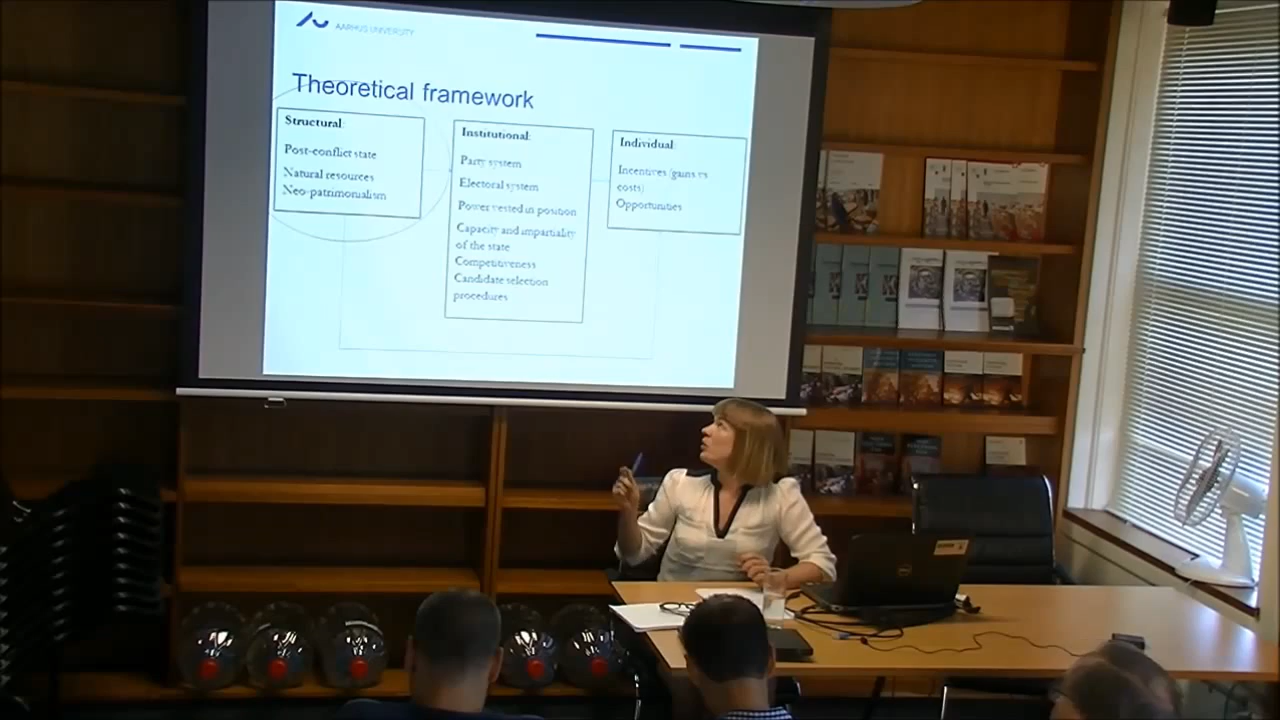 AARHUS UNIVERSITY
Theoretical framework
Structural:
Post-conflict state
Natural resources
Neo-patrimonialism
Institutional:
Party system
Electoral system
Power vested in position
Capacity and impartiality
of the state
Competitiveness
Candidate selection
procedures
Individual:
Incentives (gains vs
costs)
Opportunities
DELL